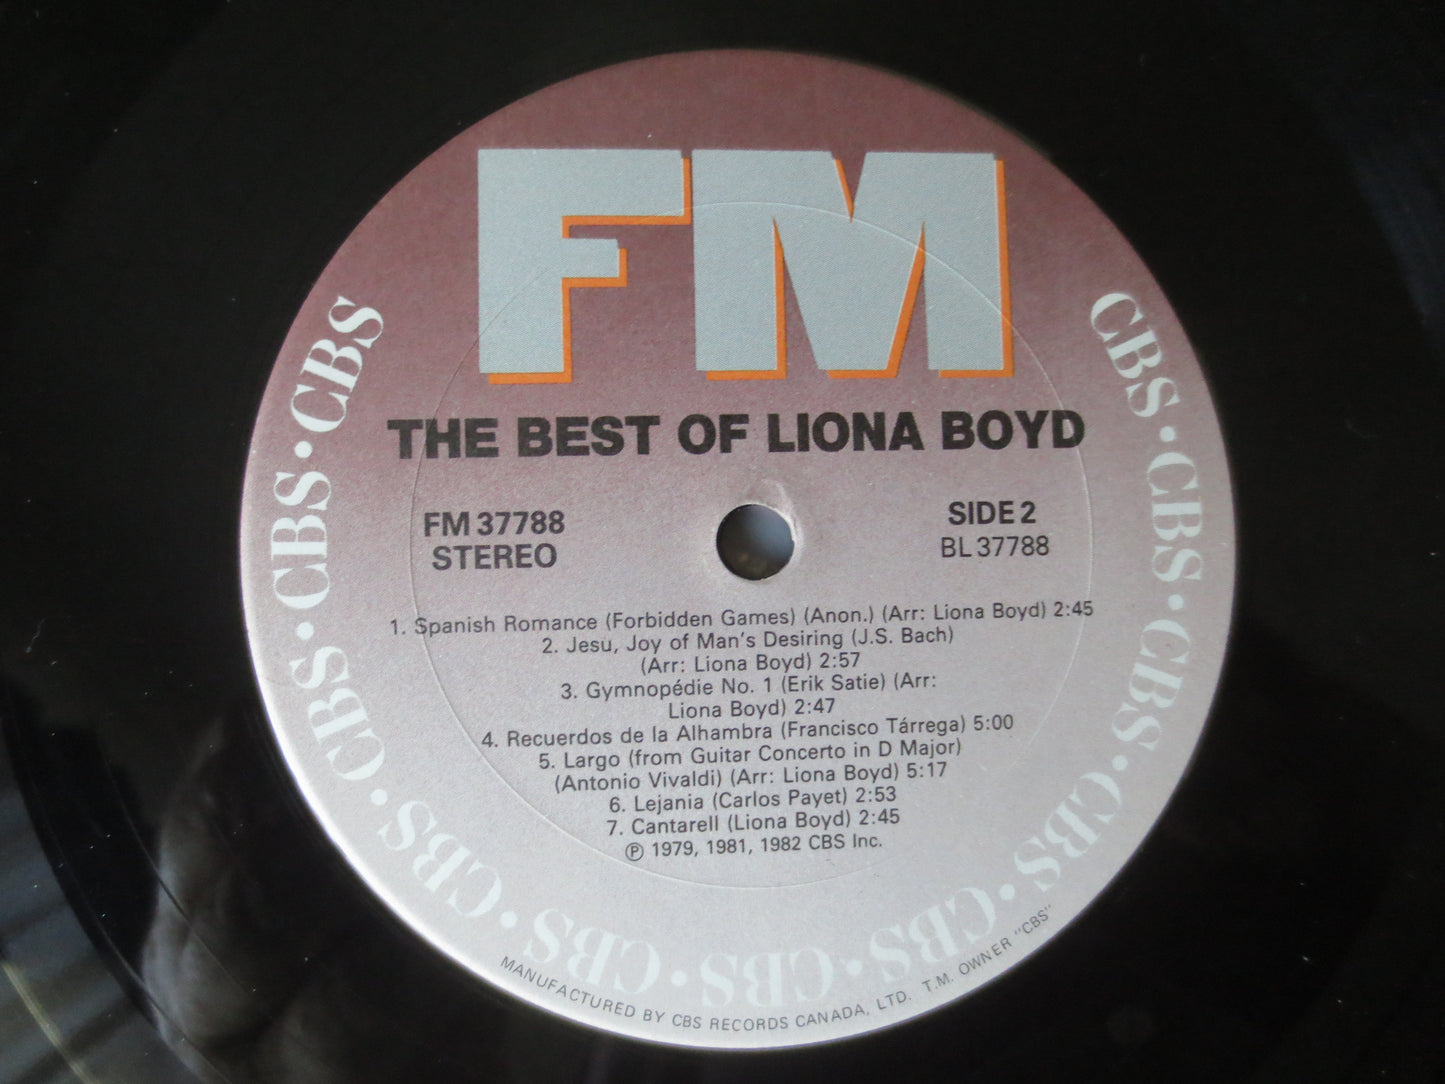 FM
THE BEST OF LIONA BOYD
FM 37788
STEREO
SIDE 2
BL 37788
1. Spanish Romance (Forbidden Games) (Anon.) (Arr: Liona Boyd) 2:45
2. Jesu, Joy of Man's Desiring (J.S. Bach)
(Arr: Liona Boyd) 2:57
3. Gymnopédie No. 1 (Erik Satie) (Arr:
Liona Boyd) 2:47
4. Recuerdos de la Alhambra (Francisco Tárrega) 5:00
5. Largo (from Guitar Concerto in D Major)
(Antonio Vivaldi) (Arr: Liona Boyd) 5:17
6. Lejania (Carlos Payet) 2:53
7. Cantarell (Liona Boyd) 2:45
℗ 1979, 1981, 1982 CBS Inc.
CBS · CBS · CBS · CBS · CBS · CBS · CBS · CBS · CBS · CBS · CBS · CBS
MANUFACTURED BY CBS RECORDS CANADA, LTD. T.M. OWNER "CBS"